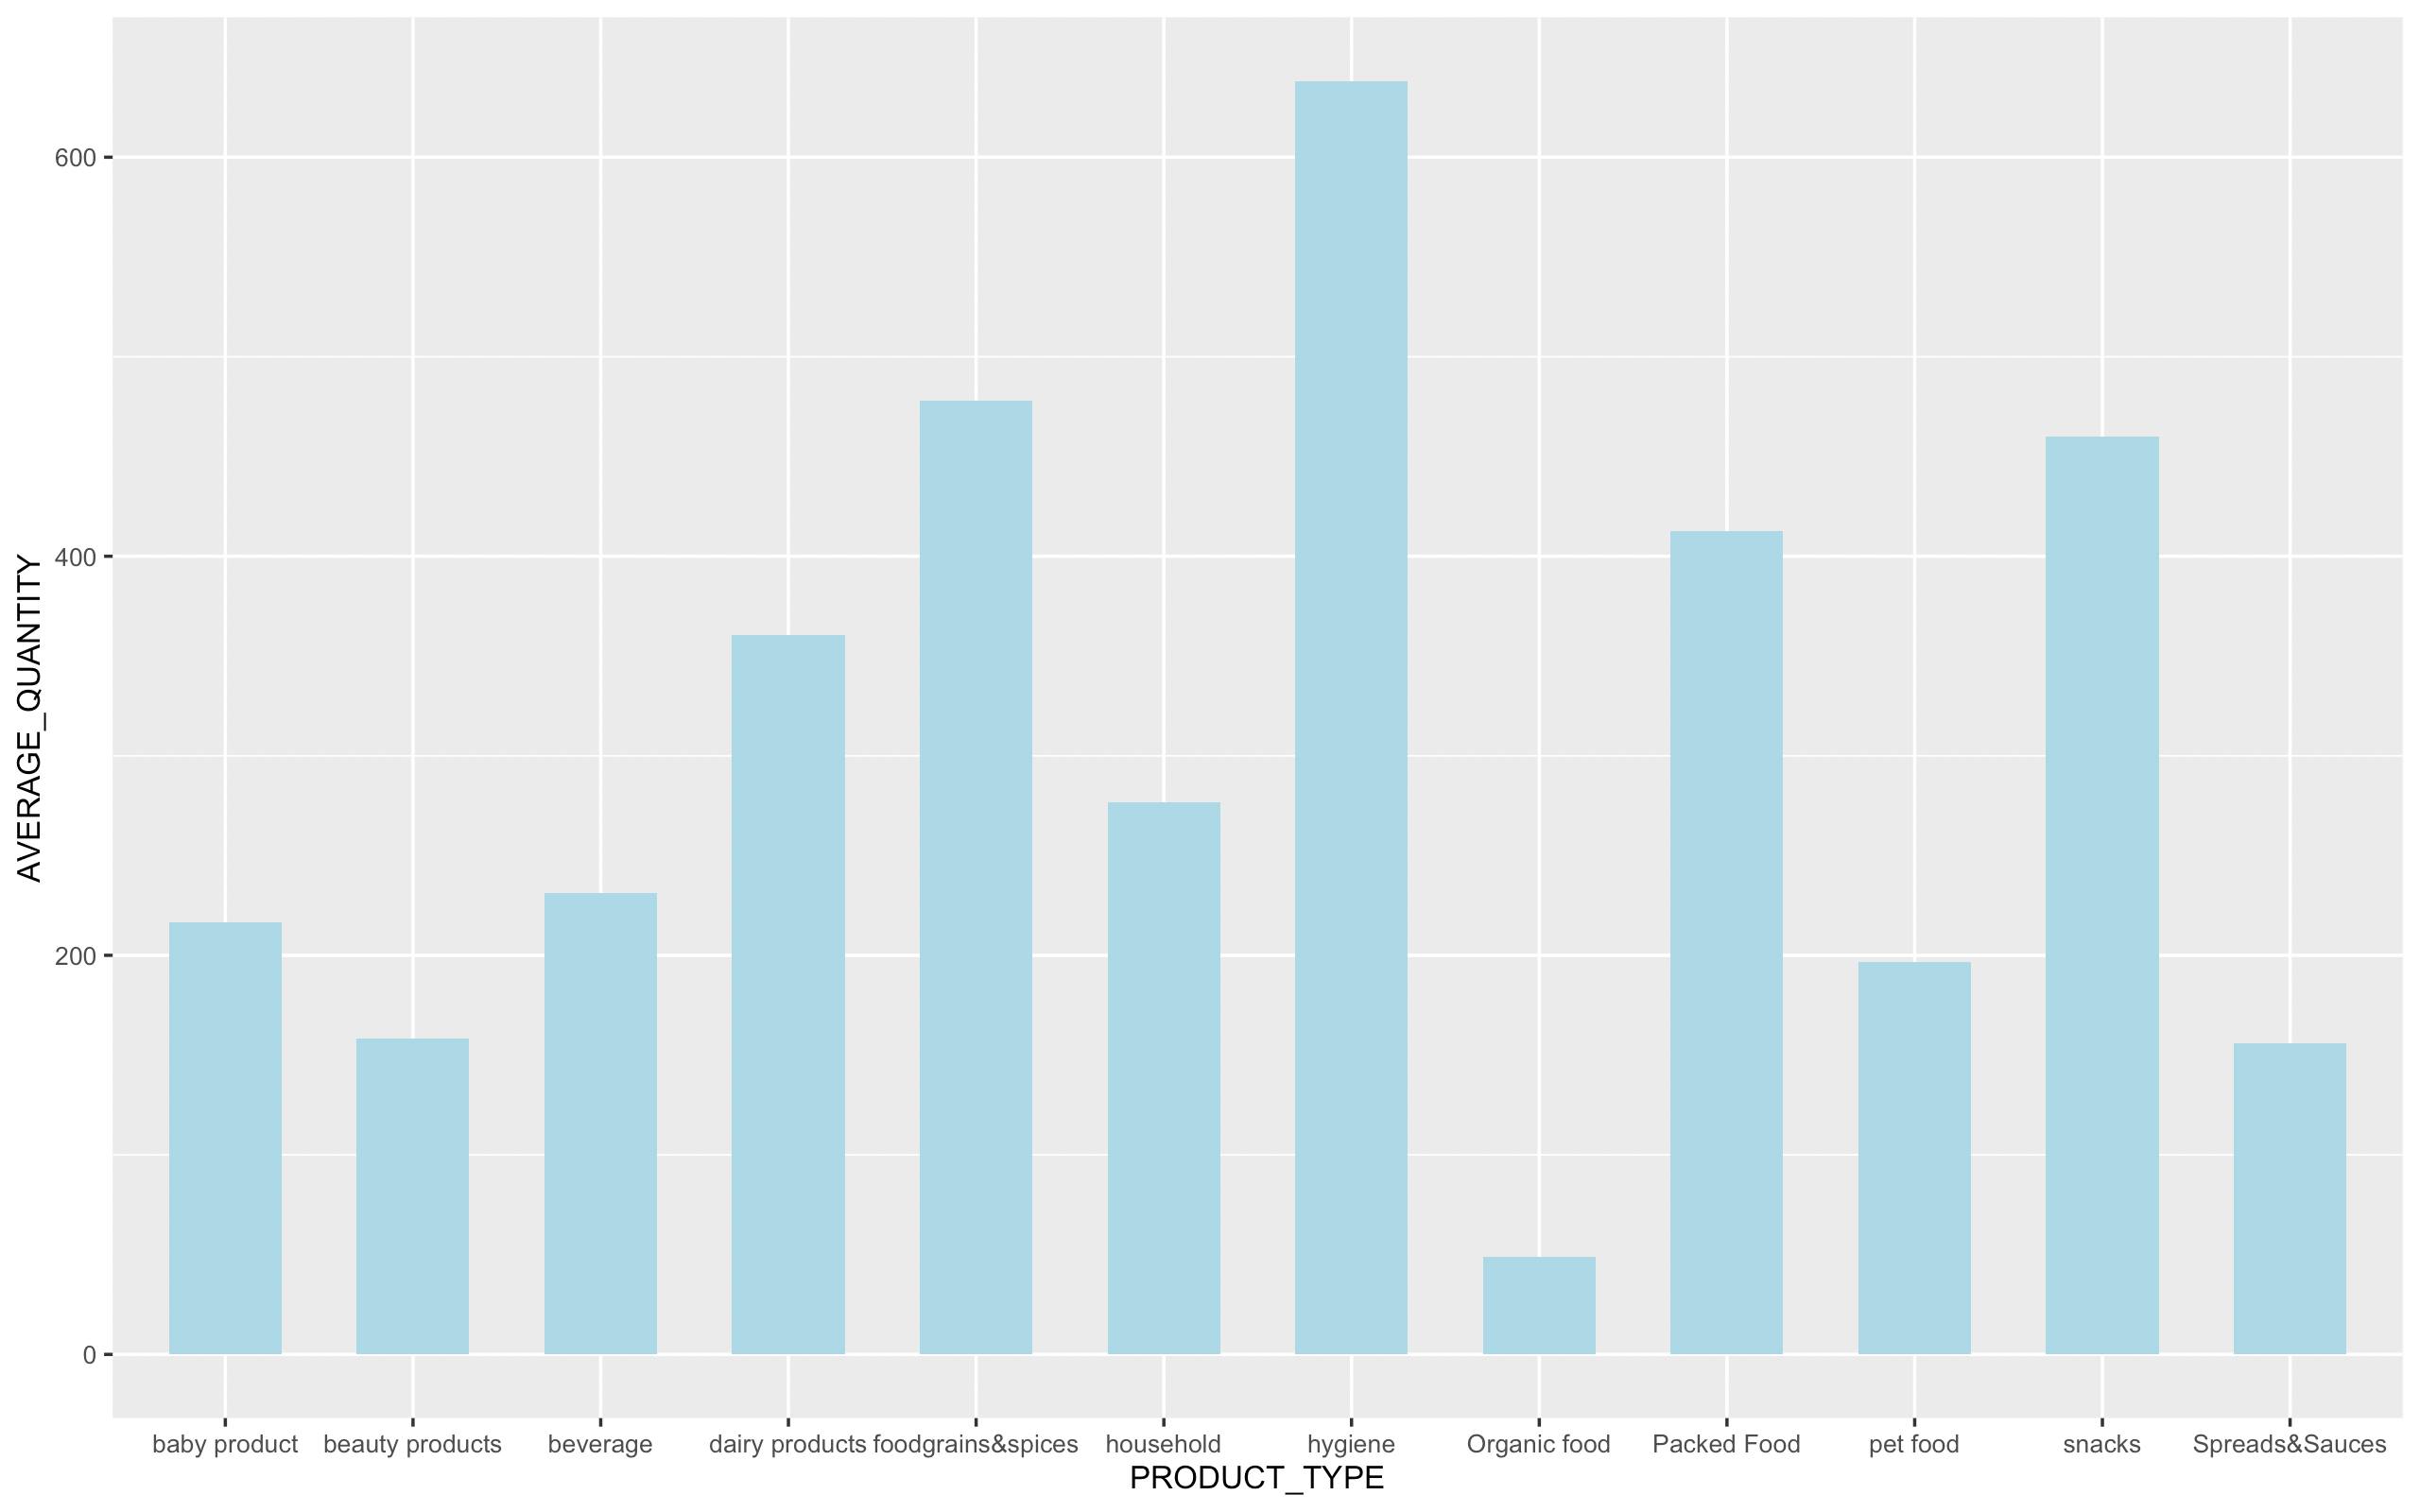 AVERAGE_QUANTITY
600
400
200
0
baby product beauty products beverage dairy products foodgrains&spices household hygiene Organic food Packed Food pet food snacks Spreads&Sauces
PRODUCT_TYPE